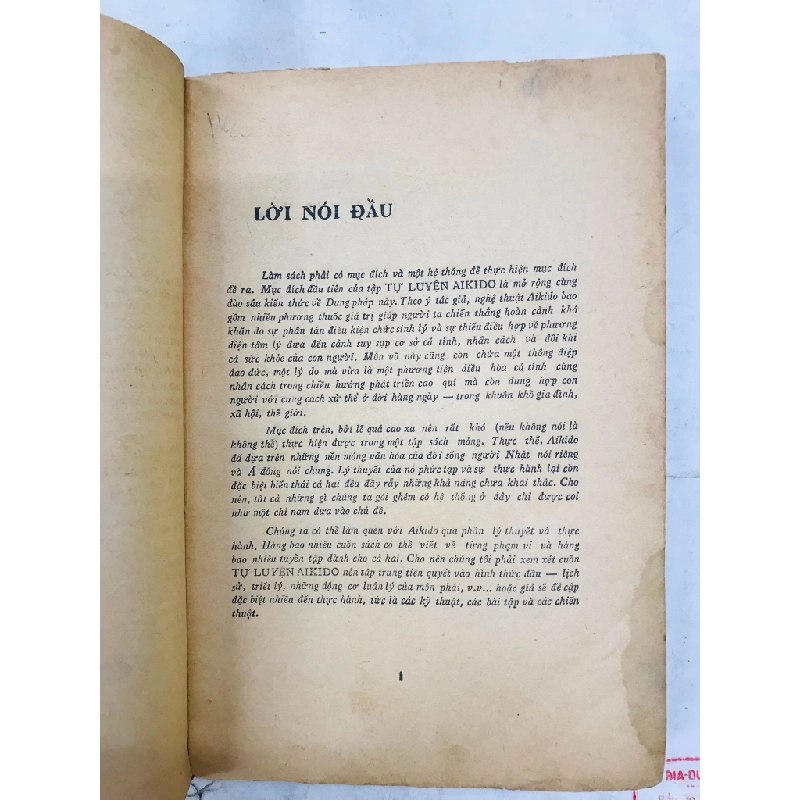 LỜI NÓI ĐẦU
Làm sách phải có mục đích và một hệ thống để thực hiện mục đích
đề ra. Mục đích đầu tiên của tập TỰ LUYỆN AIKIDO là mở rộng cùng
đào sâu kiến thức về Dung pháp này. Theo ý tác giả, nghệ thuật Aikido bao
gồm nhiều phương thuốc giá trị giúp người ta chiến thắng hoàn cảnh khó
khăn do sự phân tán điều kiện chức sinh lý và sự thiếu điều hợp về phương
diện tâm lý đưa đến cảnh suy sụp cơ sở cá tính, nhân cách và đôi khi
cả sức khỏe của con người. Môn võ này cũng còn chứa một thông điệp
đạo đức, một lý do mà vừa là một phương tiện điều hòa cá tính cùng
nhân cách trong chiều hướng phát triển cao quí mà còn dung hợp con
người với cung cách xử thế ở đời hàng ngày — trong khuôn khổ gia đình,
xã hội, thế giới.
Mục đích trên, bởi lẽ quá cao xa nên rất khó (nếu không nói là
không thể) thực hiện được trong một tập sách mỏng. Thực thế, Aikido
đã dựa trên những nền móng văn hóa của đời sống người Nhật nói riêng
và Á đông nói chung. Lý thuyết của nó phức tạp và sự thực hành lại còn
đặc biệt biến thái cả hai đều đầy rẫy những khả năng chưa khai thác. Cho
nên, tất cả những gì chúng ta gói ghém có hệ thống ở đây chỉ được coi
như một chỉ nam đưa vào chủ đề.
Chúng ta có thể làm quen với Aikido qua phần lý thuyết và thực
hành. Hàng bao nhiêu cuốn sách có thể viết về từng phạm vi và hàng
bao nhiêu tuyển tập dành cho cả hai. Cho nên chúng tôi phải xem xét cuốn
TỰ LUYỆN AIKIDO nên tập trung tiên quyết vào hình thức đầu — lịch
sử, triết lý, những động cơ luân lý của môn phái, v.v... hoặc giả sẽ đề cập
đặc biệt nhiều đến thực hành, tức là các kỹ thuật, các bài tập và các chiến
thuật.
1
ĐỊA-DU